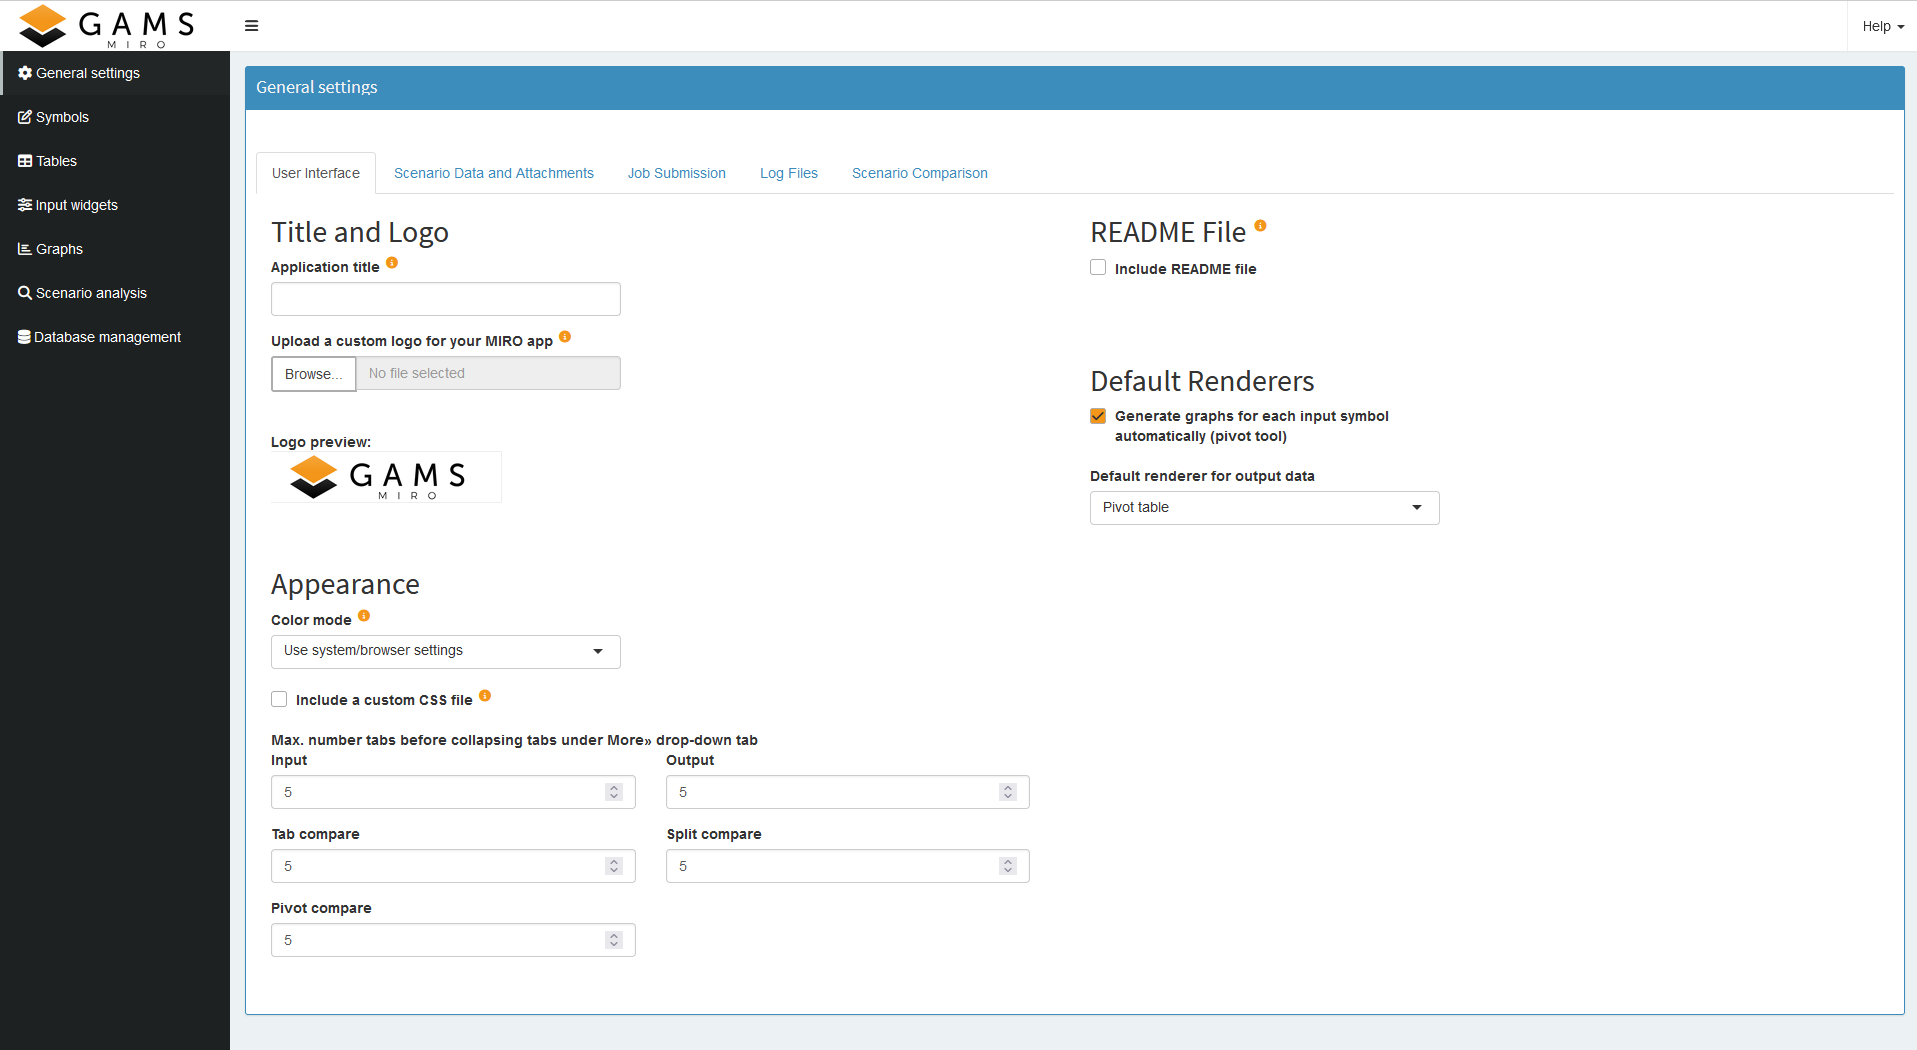 GAMS
MIRO
Help
General settings
Symbols
Tables
Input widgets
Graphs
Scenario analysis
Database management
General settings
User Interface
Scenario Data and Attachments
Job Submission
Log Files
Scenario Comparison
Title and Logo
Application title
Upload a custom logo for your MIRO app
Browse...
No file selected
Logo preview:
GAMS
MIRO
README File
Include README file
Default Renderers
Generate graphs for each input symbol
automatically (pivot tool)
Default renderer for output data
Pivot table
Appearance
Color mode
Use system/browser settings
Include a custom CSS file
Max. number tabs before collapsing tabs under More» drop-down tab
Input
Output
5
5
Tab compare
Split compare
5
5
Pivot compare
5